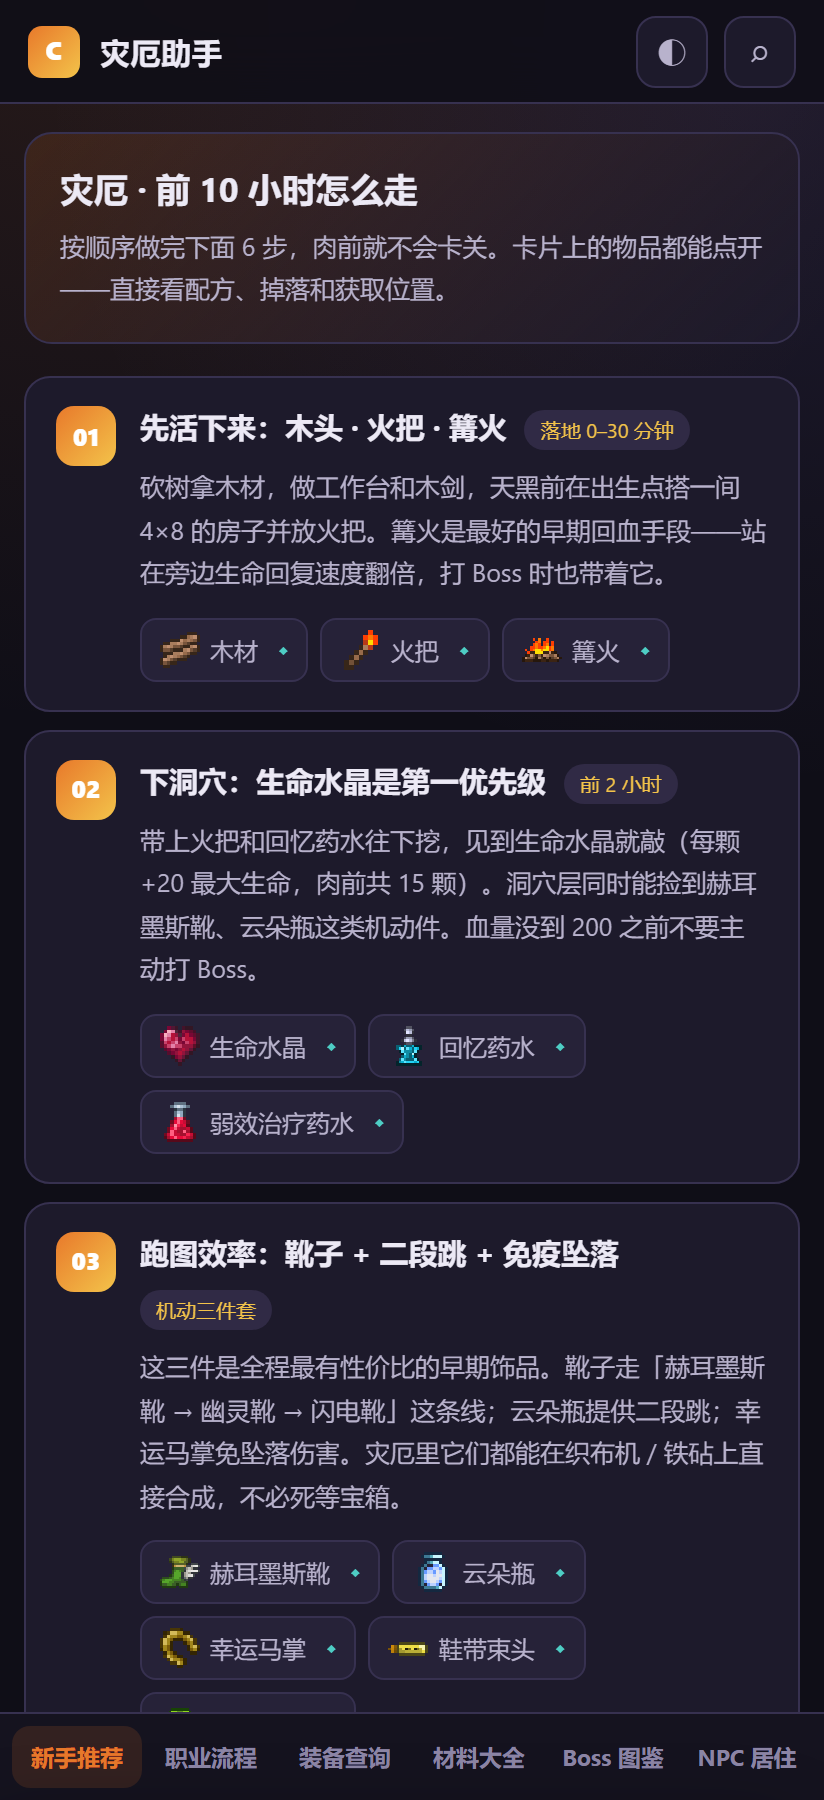 C 灾厄助手
灾厄 · 前 10 小时怎么走
按顺序做完下面 6 步，肉前就不会卡关。卡片上的物品都能点开
——直接看配方、掉落和获取位置。
01 先活下来：木头 · 火把 · 篝火 落地 0–30 分钟
砍树拿木材，做工作台和木剑，天黑前在出生点搭一间
4×8 的房子并放火把。篝火是最好的早期回血手段——站
在旁边生命回复速度翻倍，打 Boss 时也带着它。
木材 火把 篝火
02 下洞穴：生命水晶是第一优先级 前 2 小时
带上火把和回忆药水往下挖，见到生命水晶就敲（每颗
+20 最大生命，肉前共 15 颗）。洞穴层同时能捡到赫耳
墨斯靴、云朵瓶这类机动件。血量没到 200 之前不要主
动打 Boss。
生命水晶 回忆药水
弱效治疗药水
03 跑图效率：靴子 + 二段跳 + 免疫坠落
机动三件套
这三件是全程最有性价比的早期饰品。靴子走「赫耳墨斯
靴 → 幽灵靴 → 闪电靴」这条线；云朵瓶提供二段跳；幸
运马掌免坠落伤害。灾厄里它们都能在织布机 / 铁砧上直
接合成，不必死等宝箱。
赫耳墨斯靴 云朵瓶
幸运马掌 鞋带束头
新手推荐 职业流程 装备查询 材料大全 Boss 图鉴 NPC 居住